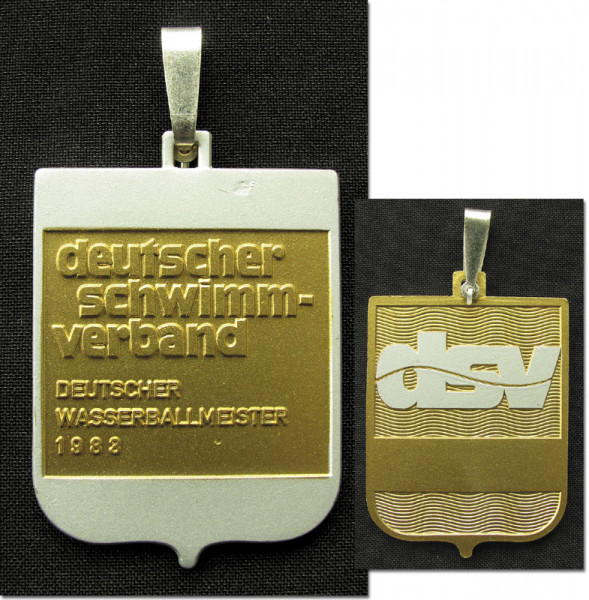 deutscher
schwimm-
verband
DEUTSCHER
WASSERBALLMEISTER
1988
dsv